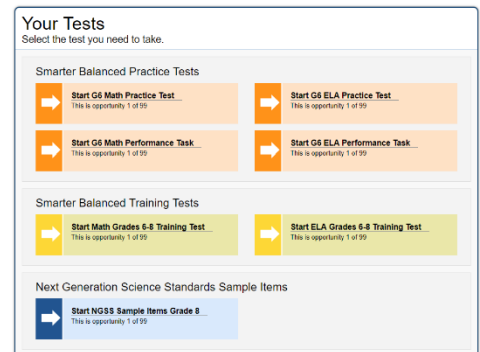 Your Tests
Select the test you need to take.
Smarter Balanced Practice Tests
Start G6 Math Practice Test
This is opportunity 1 of 99
Start G6 ELA Practice Test
This is opportunity 1 of 99
Start G6 Math Performance Task
This is opportunity 1 of 99
Start G6 ELA Performance Task
This is opportunity 1 of 99
Smarter Balanced Training Tests
Start Math Grades 6-8 Training Test
This is opportunity 1 of 99
Start ELA Grades 6-8 Training Test
This is opportunity 1 of 99
Next Generation Science Standards Sample Items
Start NGSS Sample Items Grade 8
This is opportunity 1 of 99